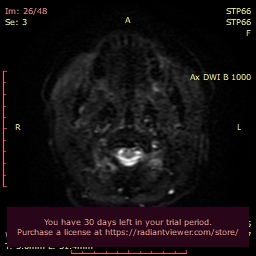 Im: 26/48
Se: 3
A
STP66
STP66
F
Ax DWI B 1000
R
L
You have 30 days left in your trial period.
Purchase a license at https://radiantviewer.com/store/